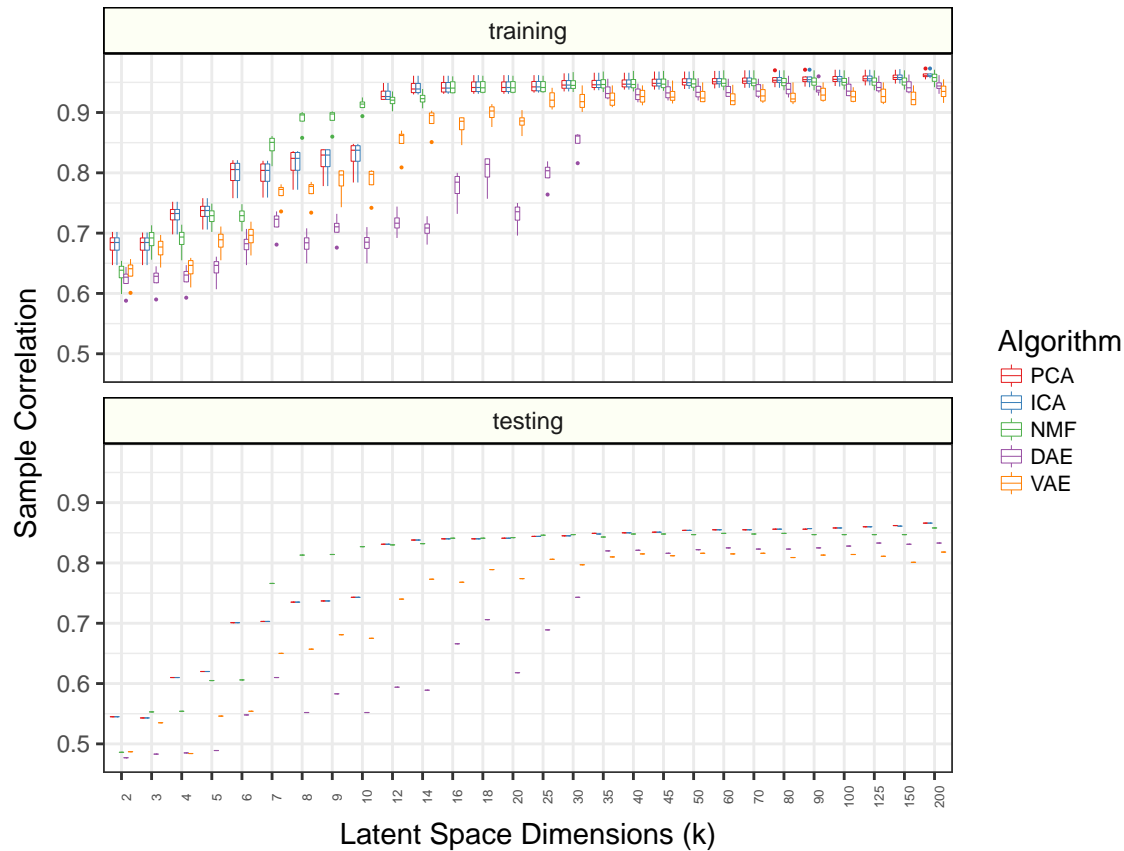 training
0.9
0.8
0.7
0.6
0.5
testing
0.9
0.8
0.7
0.6
0.5
Sample Correlation
2 3 4 5 6 7 8 9 10 12 14 16 18 20 25 30 35 40 45 50 60 70 80 90 100 125 150 200
Latent Space Dimensions (k)
Algorithm
PCA
ICA
NMF
DAE
VAE